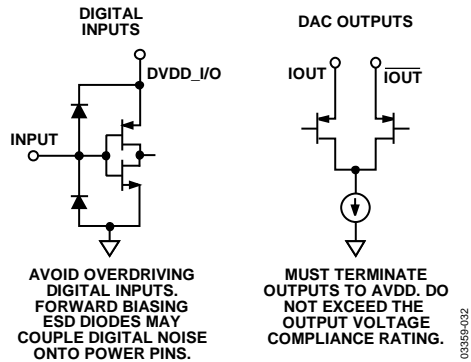 DIGITAL
INPUTS
DVDD_I/O
INPUT
AVOID OVERDRIVING
DIGITAL INPUTS.
FORWARD BIASING
ESD DIODES MAY
COUPLE DIGITAL NOISE
ONTO POWER PINS.
DAC OUTPUTS
IOUT
IOUT
MUST TERMINATE
OUTPUTS TO AVDD. DO
NOT EXCEED THE
OUTPUT VOLTAGE
COMPLIANCE RATING.
03359-032